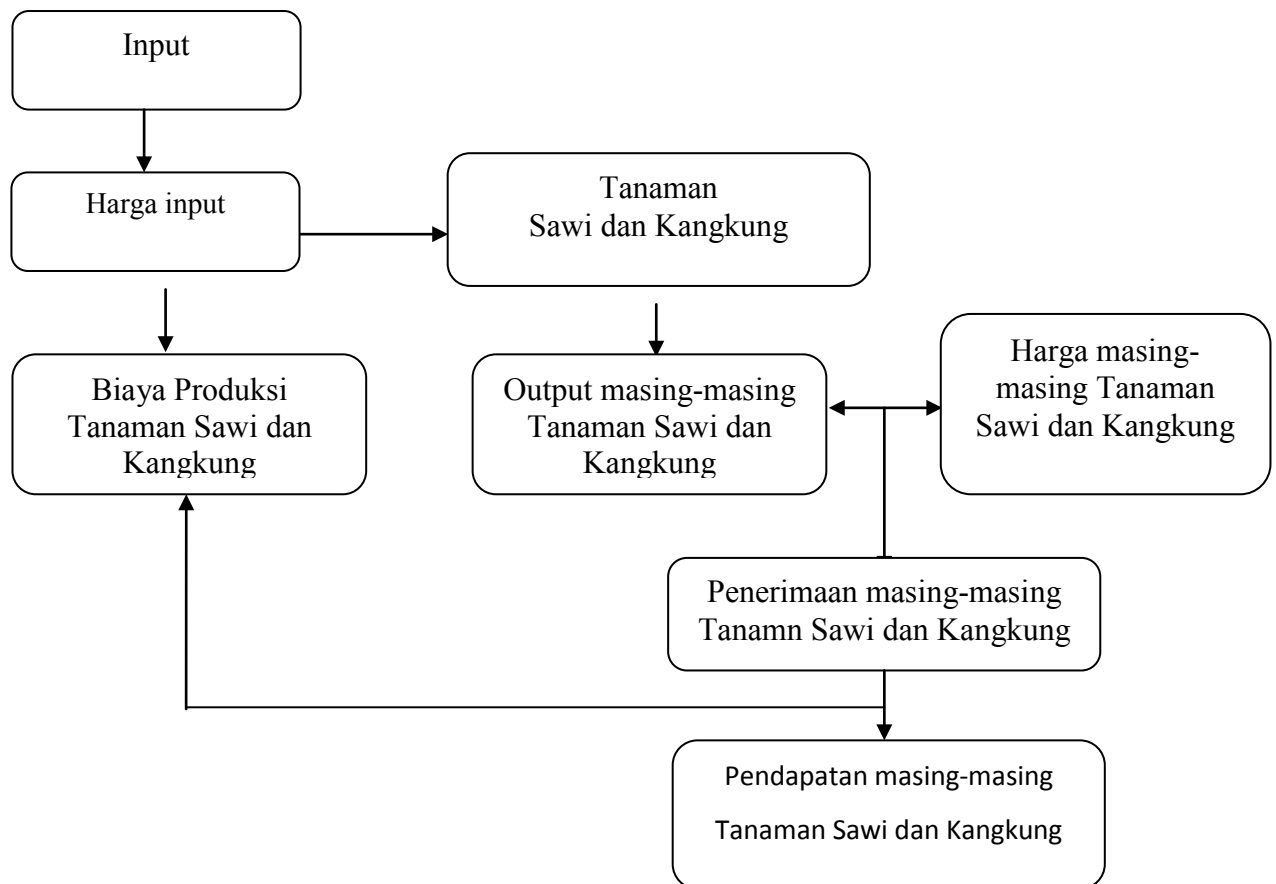 Input
Harga input
Tanaman
Sawi dan Kangkung
Biaya Produksi
Tanaman Sawi dan
Kangkung
Output masing-masing
Tanaman Sawi dan
Kangkung
Harga masing-
masing Tanaman
Sawi dan Kangkung
Penerimaan masing-masing
Tanamn Sawi dan Kangkung
Pendapatan masing-masing
Tanaman Sawi dan Kangkung